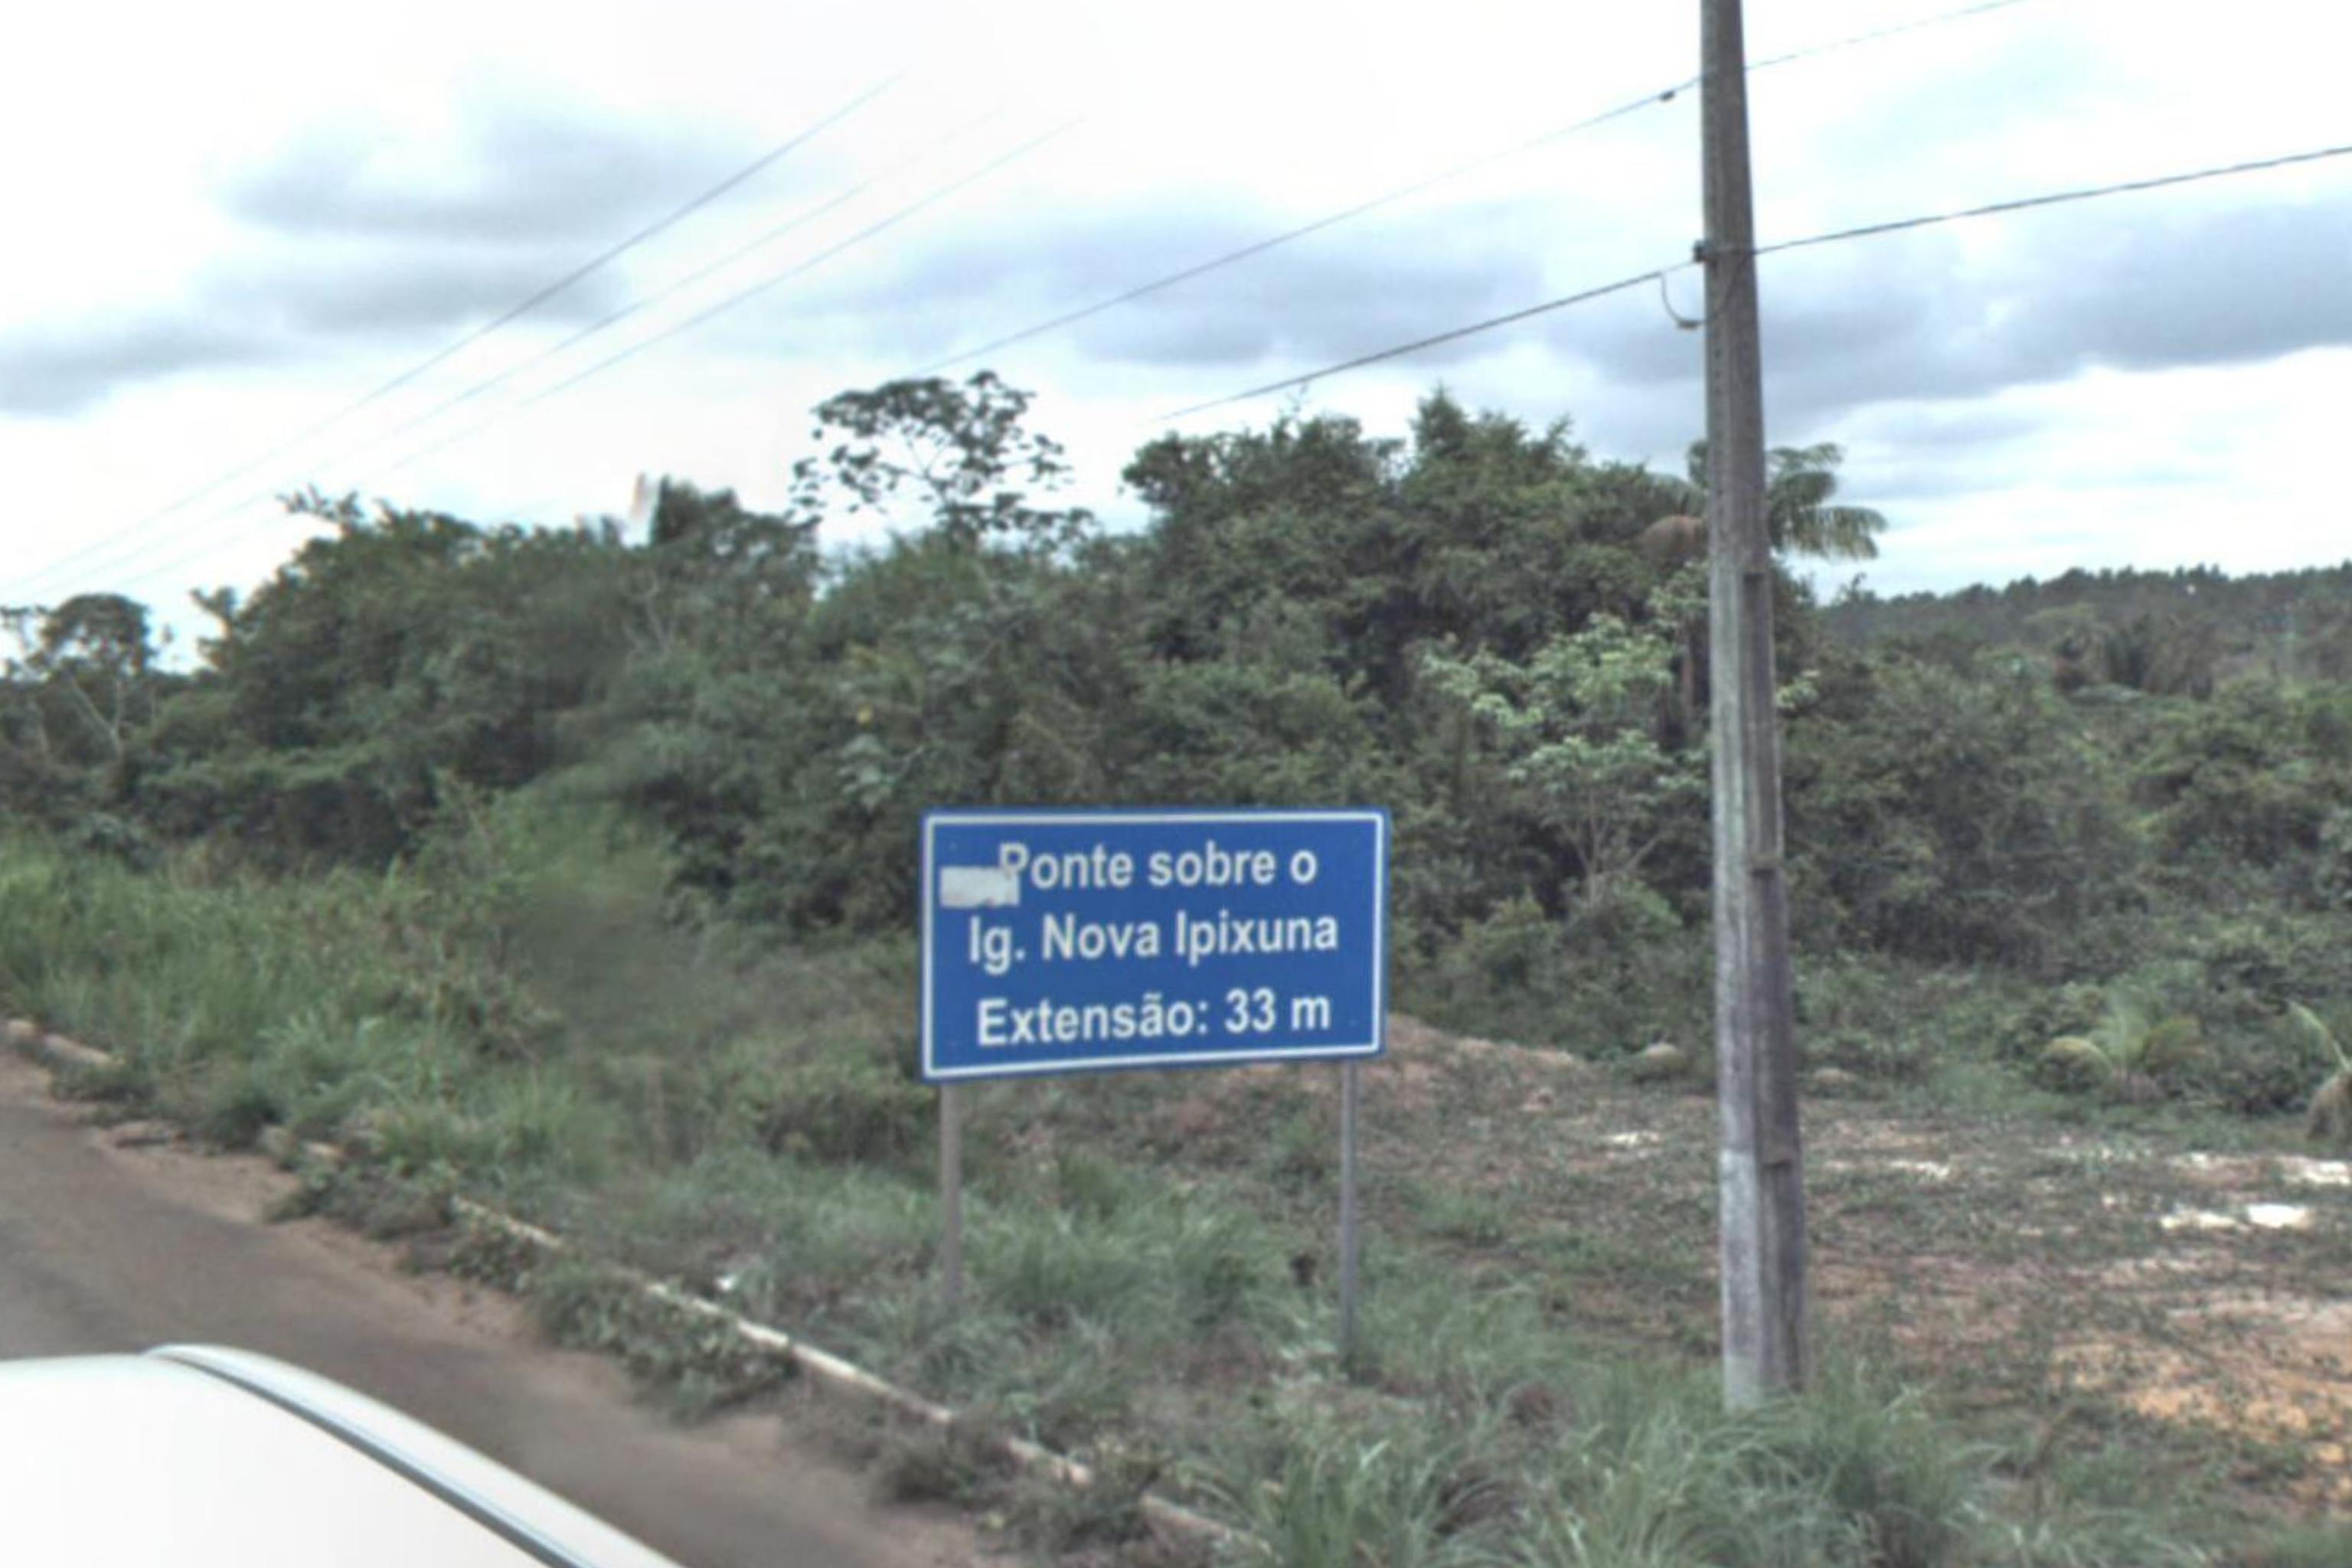 Ponte sobre o
Ig. Nova Ipixuna
Extensão: 33 m